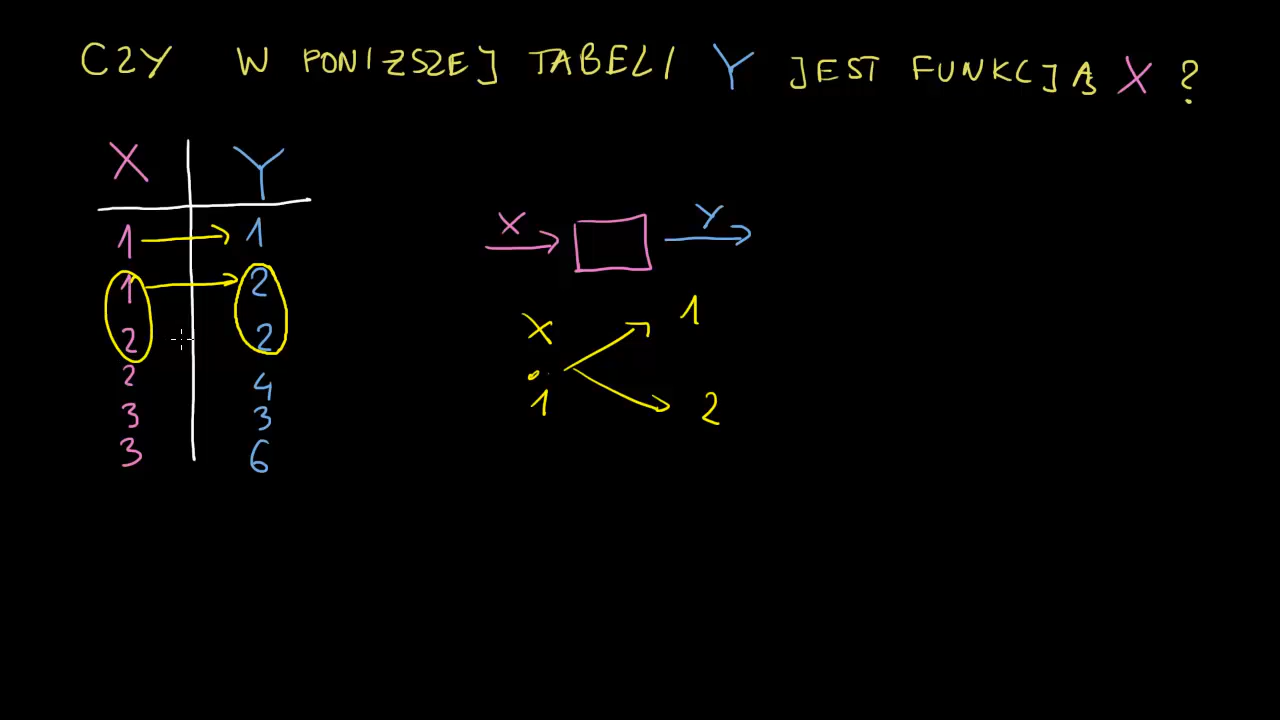 CZY W PONIZSZEJ TABELI Y JEST FUNKCJĄ X ?
X Y
1 1
1 2
2 2
2 4
3 3
3 6
X Y
X 1
1 2